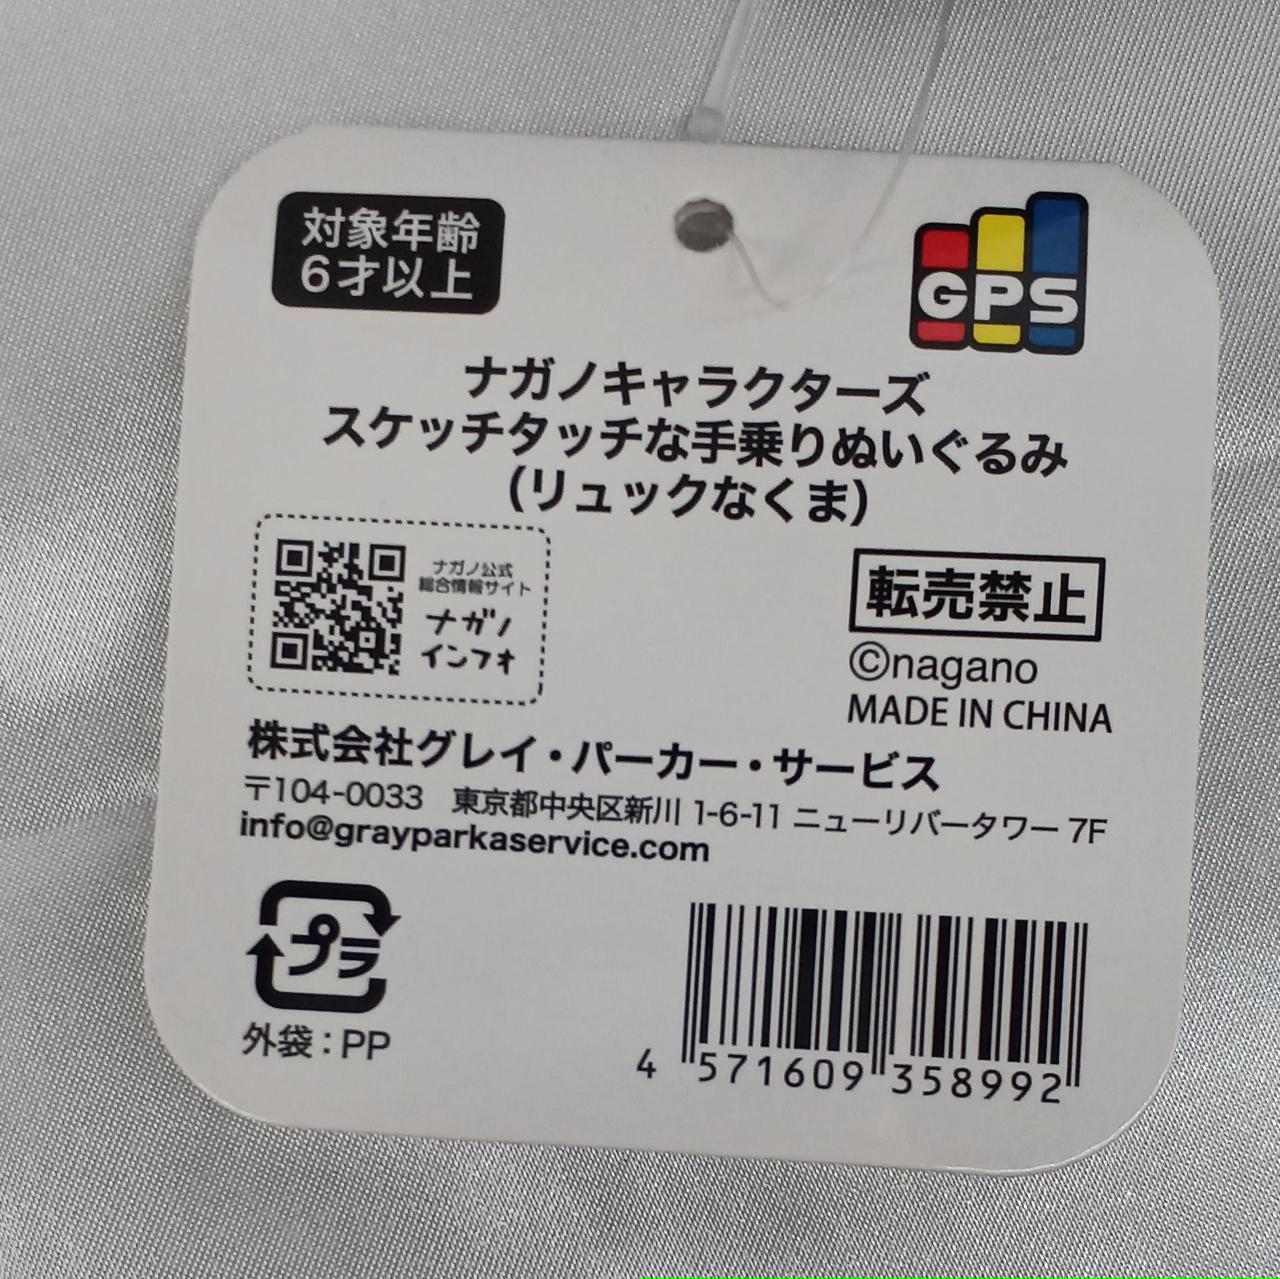 対象年齢
6才以上
GPS
ナガノキャラクターズ
スケッチタッチな手乗りぬいぐるみ
(リュックなくま)
ナガノ公式
総合情報サイト
ナガノ
インフォ
転売禁止
©nagano
MADE IN CHINA
株式会社グレイ・パーカー・サービス
〒104-0033 東京都中央区新川 1-6-11 ニューリバータワー 7F
info@grayparkaservice.com
プラ
外袋:PP
4 571609 358992